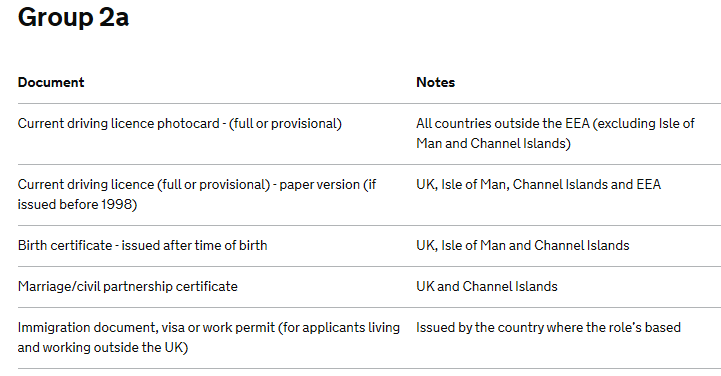 Group 2a
Document Notes
Current driving licence photocard - (full or provisional) All countries outside the EEA (excluding Isle of
Man and Channel Islands)
Current driving licence (full or provisional) - paper version (if UK, Isle of Man, Channel Islands and EEA
issued before 1998)
Birth certificate - issued after time of birth UK, Isle of Man and Channel Islands
Marriage/civil partnership certificate UK and Channel Islands
Immigration document, visa or work permit (for applicants living Issued by the country where the role's based
and working outside the UK)